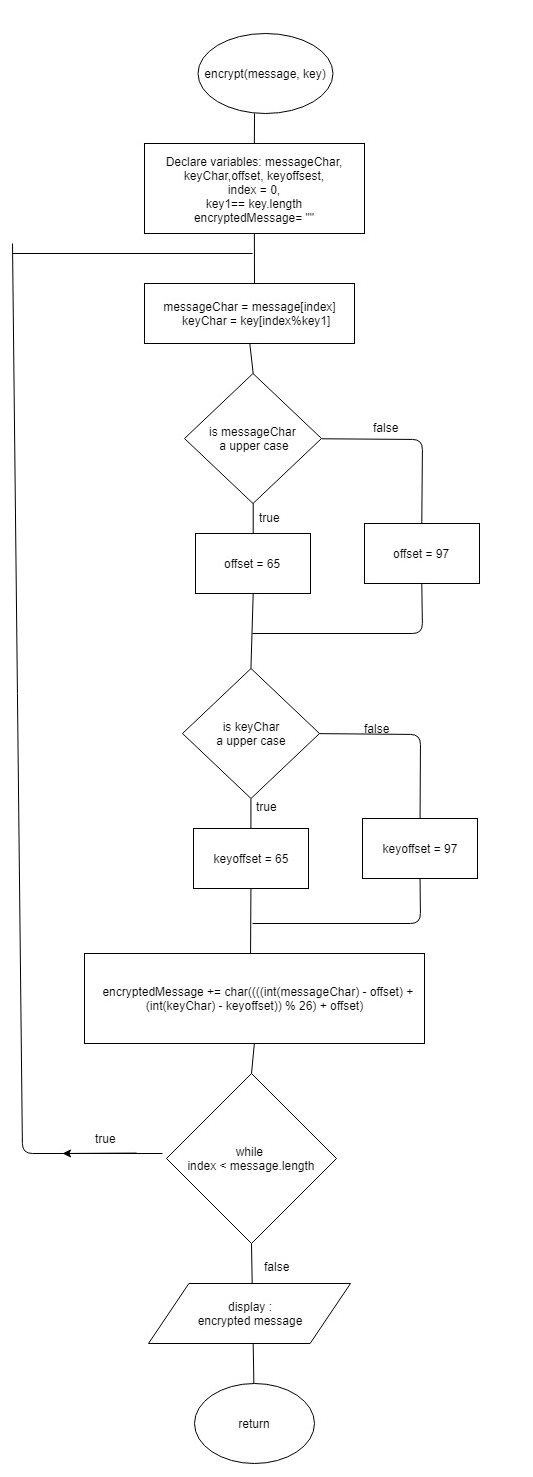 encrypt(message, key)
Declare variables: messageChar,
keyChar,offset, keyoffsest,
index = 0,
key1== key.length
encryptedMessage= ""
messageChar = message[index]
keyChar = key[index%key1]
is messageChar
a upper case
false
true
offset = 65
offset = 97
is keyChar
a upper case
false
true
keyoffset = 65
keyoffset = 97
encryptedMessage += char((((int(messageChar) - offset) +
(int(keyChar) - keyoffset)) % 26) + offset)
true
while
index < message.length
false
display :
encrypted message
return